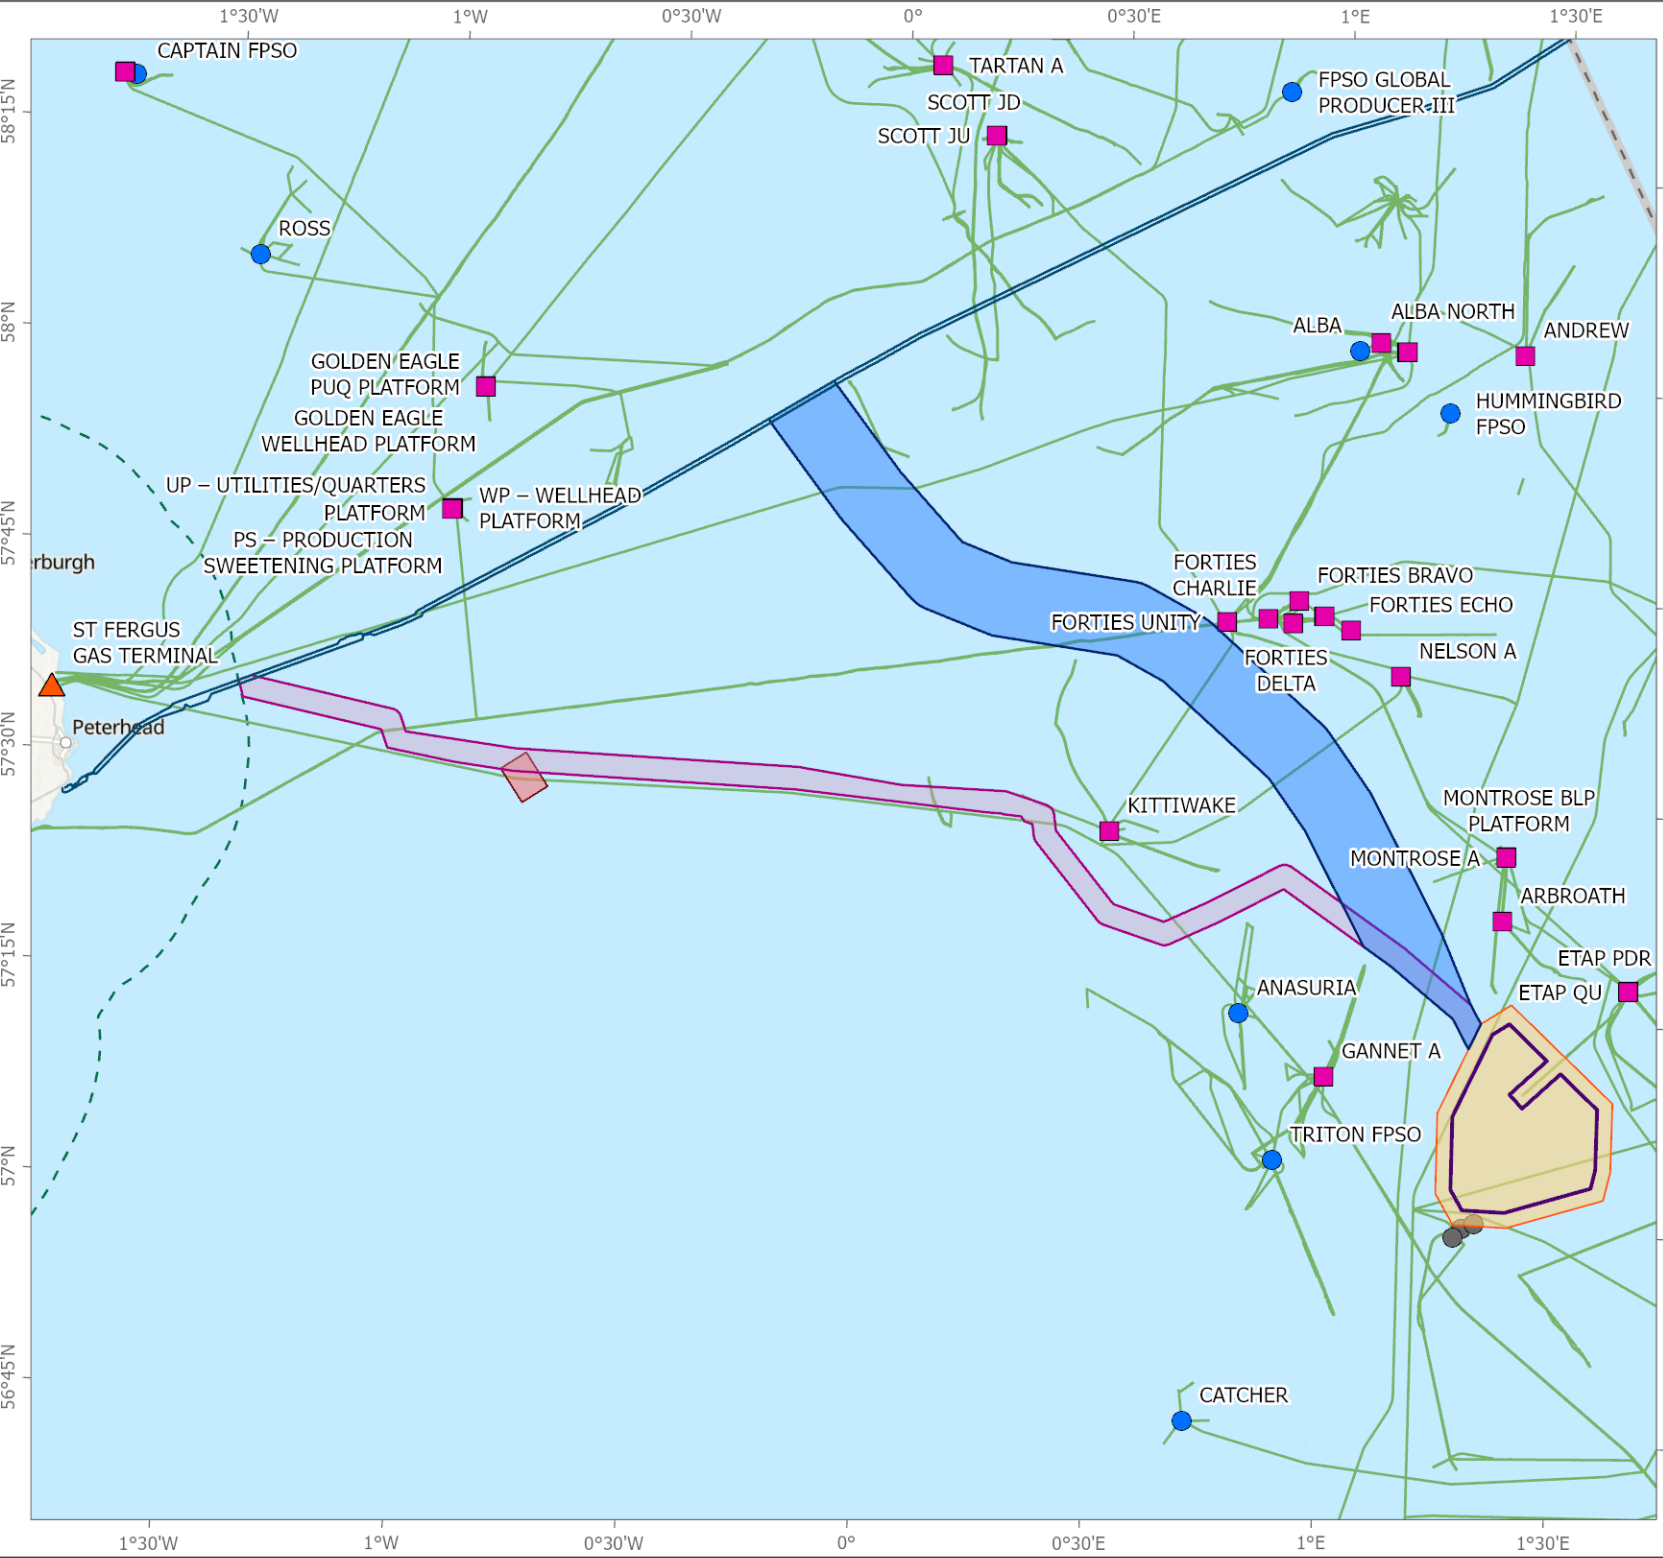 1°30'W
1°W
0°30'W
0°
0°30'E
1°E
1°30'E
CAPTAIN FPSO
TARTAN A
FPSO GLOBAL
PRODUCER III
SCOTT JD
SCOTT JU
58°15'N
ROSS
58°N
ALBA NORTH
ALBA
ANDREW
GOLDEN EAGLE
PUQ PLATFORM
HUMMINGBIRD
FPSO
GOLDEN EAGLE
WELLHEAD PLATFORM
UP – UTILITIES/QUARTERS
PLATFORM
WP – WELLHEAD
PLATFORM
57°45'N
PS – PRODUCTION
SWEETENING PLATFORM
erburgh
FORTIES
CHARLIE
FORTIES BRAVO
FORTIES ECHO
FORTIES UNITY
ST FERGUS
GAS TERMINAL
FORTIES
DELTA
NELSON A
Peterhead
57°30'N
KITTIWAKE
MONTROSE BLP
PLATFORM
MONTROSE A
ARBROATH
57°15'N
ETAP PDR
ETAP QU
ANASURIA
GANNET A
TRITON FPSO
57°N
56°45'N
CATCHER
1°30'W
1°W
0°30'W
0°
0°30'E
1°E
1°30'E